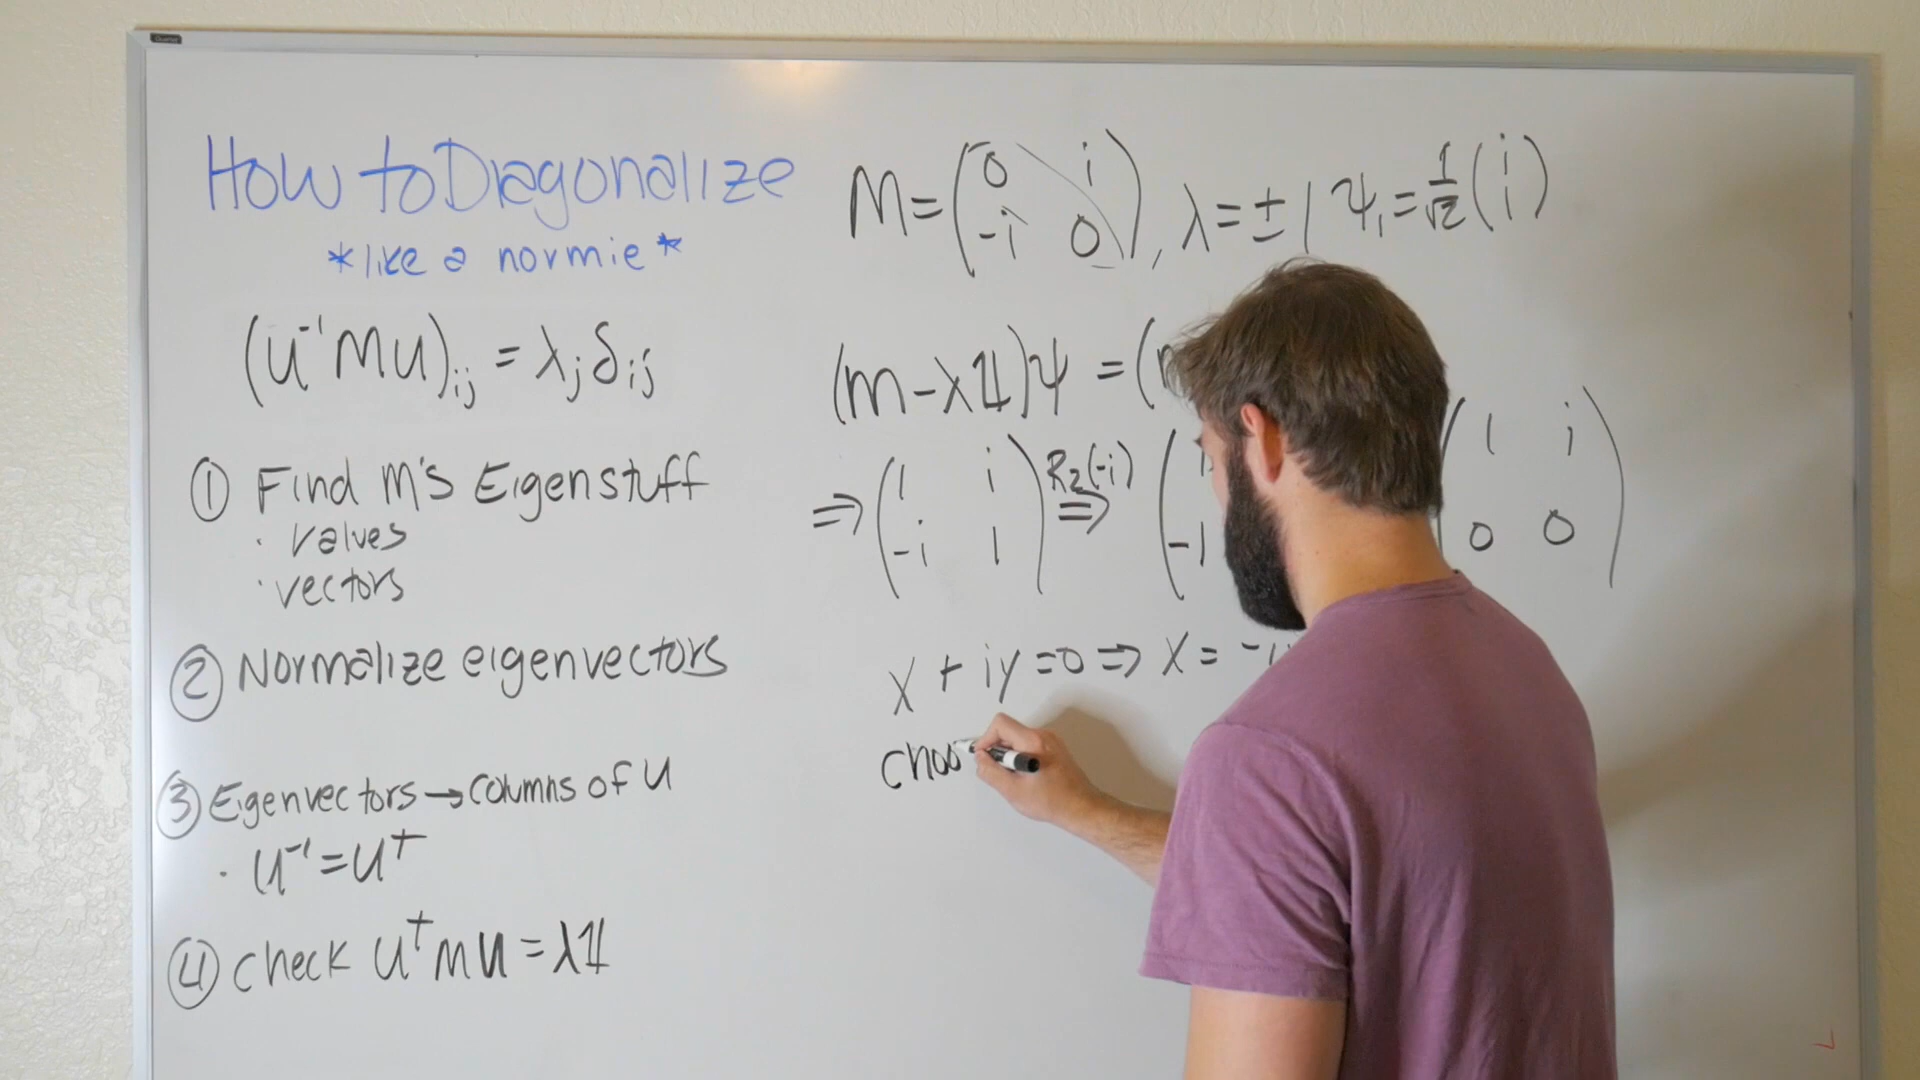 How to Diagonalize
*like a normie*
(U⁻¹MU)ᵢⱼ = λⱼδᵢⱼ
① Find M's Eigenstuff
· values
· vectors
② Normalize eigenvectors
③ Eigenvectors → columns of U
· U⁻¹ = U†
④ check U†MU = λ𝟙
M = (0 i
-i 0), λ = ±1 ψ₁ = 1/√2 (i
1)
(M - λ𝟙)ψ = (M
⇒ (1 i
-i 1) R₂(-i) ⇒ (1
-1
(1 i
0 0)
x + iy = 0 ⇒ x = -i
choo